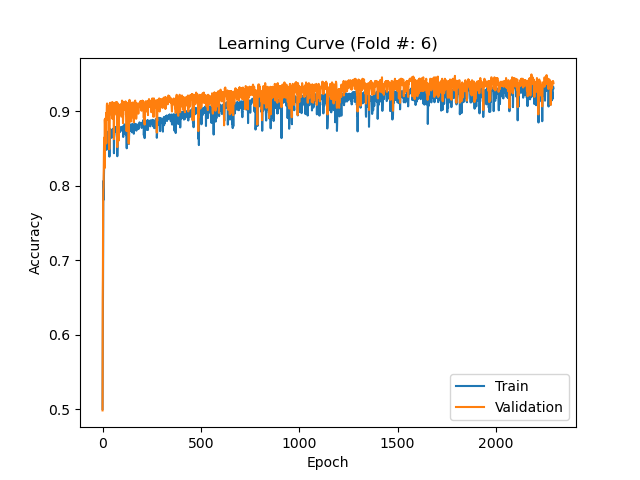 Learning Curve (Fold #: 6)
0.9
0.8
0.7
0.6
0.5
Accuracy
0
500
1000
1500
2000
Epoch
Train
Validation